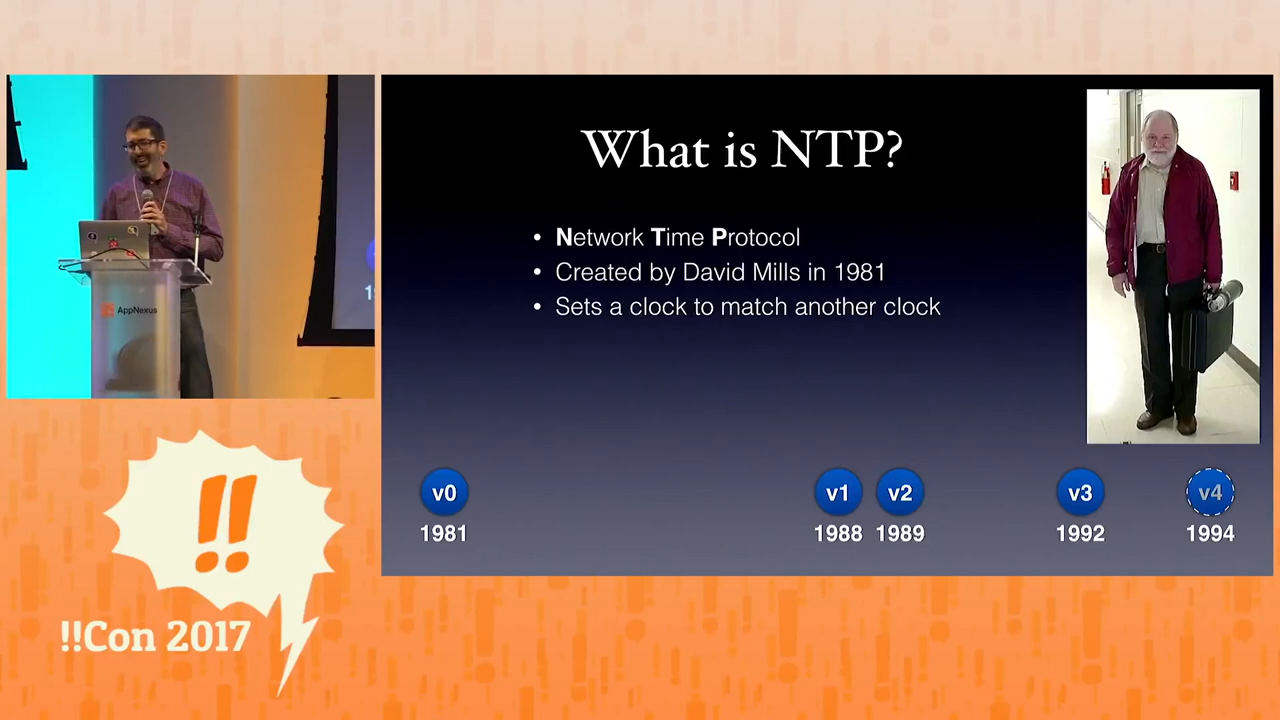 What is NTP?
• Network Time Protocol
• Created by David Mills in 1981
• Sets a clock to match another clock
v0
v1
v2
v3
v4
1981
1988
1989
1992
1994
AppNexus
!!
!!Con 2017